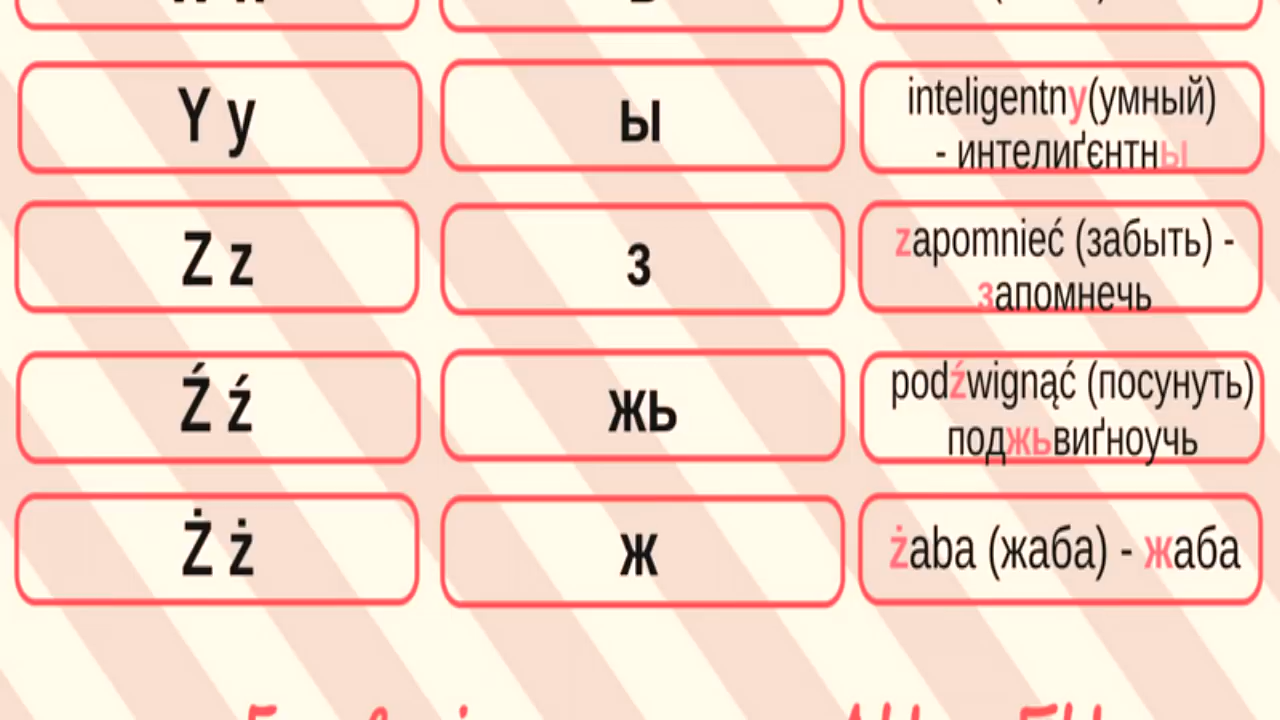 Y y
ы
inteligentny(умный)
- интелиґєнтны
Z z
з
zapomnieć (забыть) -
запомнечь
Ź ź
жь
podźwignąć (посунуть)
поджьвиґноучь
Ż ż
ж
żaba (жаба) - жаба